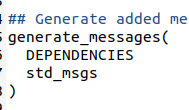 ## Generate added me
generate_messages(
DEPENDENCIES
std_msgs
)